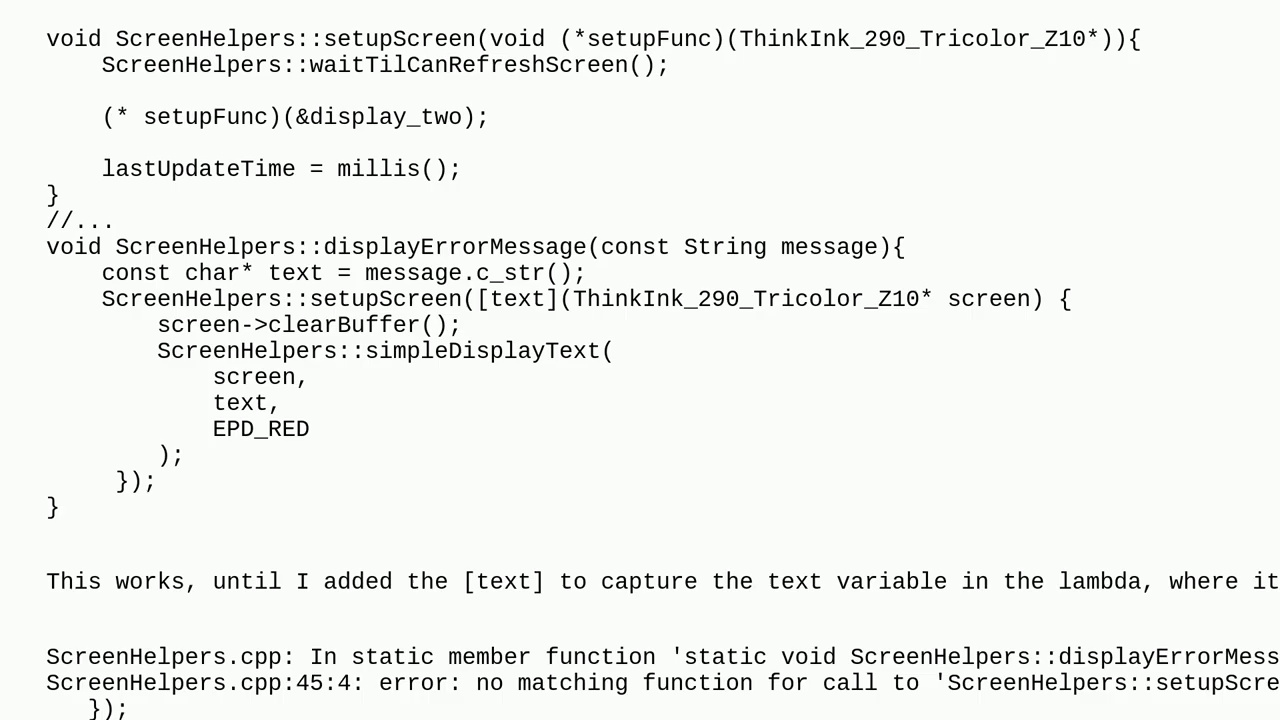 void ScreenHelpers::setupScreen(void (*setupFunc)(ThinkInk_290_Tricolor_Z10*)){
    ScreenHelpers::waitTilCanRefreshScreen();

    (* setupFunc)(&display_two);

    lastUpdateTime = millis();
}
//...
void ScreenHelpers::displayErrorMessage(const String message){
    const char* text = message.c_str();
    ScreenHelpers::setupScreen([text](ThinkInk_290_Tricolor_Z10* screen) {
        screen->clearBuffer();
        ScreenHelpers::simpleDisplayText(
            screen,
            text,
            EPD_RED
        );
     });
}

This works, until I added the [text] to capture the text variable in the lambda, where it

ScreenHelpers.cpp: In static member function 'static void ScreenHelpers::displayErrorMess
ScreenHelpers.cpp:45:4: error: no matching function for call to 'ScreenHelpers::setupScre
   });